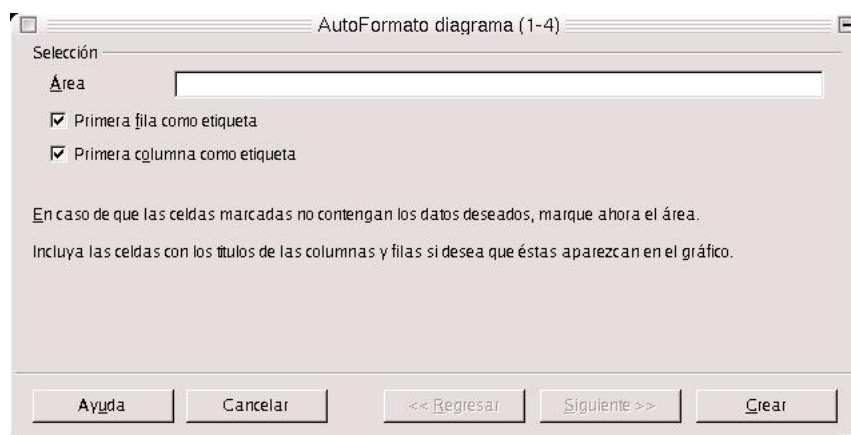 AutoFormato diagrama (1-4)
Selección
Área
Primera fila como etiqueta
Primera columna como etiqueta
En caso de que las celdas marcadas no contengan los datos deseados, marque ahora el área.
Incluya las celdas con los títulos de las columnas y filas si desea que éstas aparezcan en el gráfico.
Ayuda Cancelar << Regresar Siguiente >> Crear